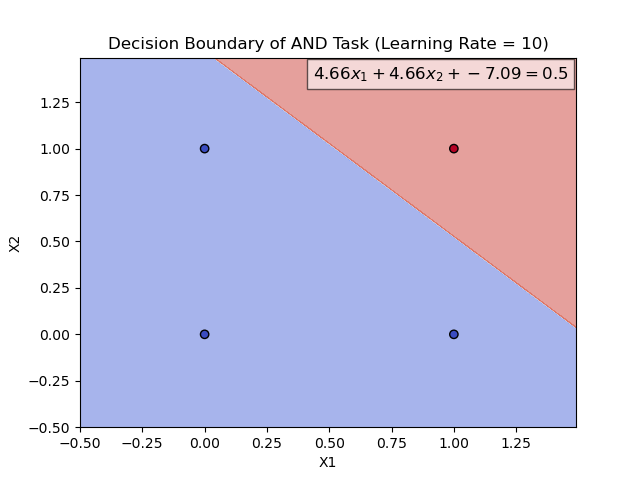 Decision Boundary of AND Task (Learning Rate = 10)
4.66x₁ + 4.66x₂ + − 7.09 = 0.5
1.25
1.00
0.75
0.50
0.25
0.00
−0.25
−0.50
X2
−0.50 −0.25 0.00 0.25 0.50 0.75 1.00 1.25
X1